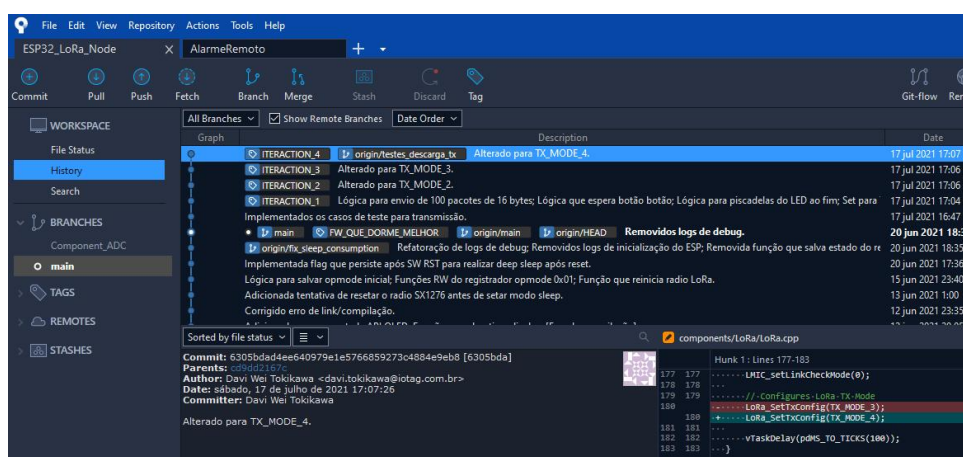 File Edit View Repository Actions Tools Help
ESP32_LoRa_Node X AlarmeRemoto
Commit Pull Push Fetch Branch Merge Stash Discard Tag Git-flow
WORKSPACE
File Status
History
Search
BRANCHES
Component_ADC
main
TAGS
REMOTES
STASHES
All Branches Show Remote Branches Date Order
Graph Description Date
ITERACTION_4 origin/testes_descarga_tx Alterado para TX_MODE_4. 17 jul 2021 17:07
ITERACTION_3 Alterado para TX_MODE_3. 17 jul 2021 17:06
ITERACTION_2 Alterado para TX_MODE_2. 17 jul 2021 17:06
ITERACTION_1 Lógica para envio de 100 pacotes de 16 bytes; Lógica que espera botão botão; Lógica para piscadelas do LED ao fim; Set para 17 jul 2021 17:04
Implementados os casos de teste para transmissão. 17 jul 2021 16:47
main FW_QUE_DORME_MELHOR origin/main origin/HEAD Removidos logs de debug. 20 jun 2021 18:
origin/fix_sleep_consumption Refatoração de logs de debug; Removidos logs de inicialização do ESP; Removida função que salva estado do re 20 jun 2021 18:35
Implementada flag que persiste após SW RST para realizar deep sleep após reset. 20 jun 2021 17:36
Lógica para salvar opmode inicial; Funções RW do registrador opmode 0x01; Função que reinicia radio LoRa. 15 jun 2021 23:40
Adicionada tentativa de resetar o radio SX1276 antes de setar modo sleep. 13 jun 2021 1:00
Corrigido erro de link/compilação. 12 jun 2021 23:35
Sorted by file status
Commit: 6305bdad4ee640979e1e5766859273c4884e9eb8 [6305bda]
Parents: cd9dd2167c
Author: Davi Wei Tokikawa <davi.tokikawa@iotag.com.br>
Date: sábado, 17 de julho de 2021 17:07:26
Committer: Davi Wei Tokikawa
Alterado para TX_MODE_4.
components/LoRa/LoRa.cpp
Hunk 1 : Lines 177-183
177 177 ·······LMIC_setLinkCheckMode(0);
178 178 ···
179 179 ·······//·Configures·LoRa·TX·Mode
180 -·······LoRa_SetTxConfig(TX_MODE_3);
180 +·······LoRa_SetTxConfig(TX_MODE_4);
181 181 ···
182 182 ·······vTaskDelay(pdMS_TO_TICKS(100));
183 183 ···}